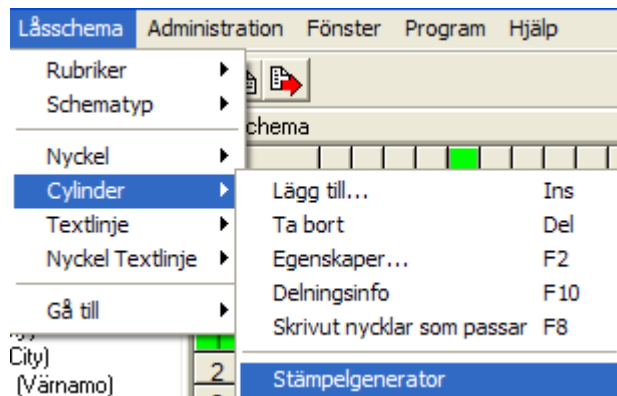 Låsschema Administration Fönster Program Hjälp
Rubriker
Schematyp
chema
Nyckel
Cylinder
Textlinje
Nyckel Textlinje
Gå till
Lägg till... Ins
Ta bort Del
Egenskaper... F2
Delningsinfo F10
Skrivut nycklar som passar F8
Stämpelgenerator
1
City)
(Värnamo)
2